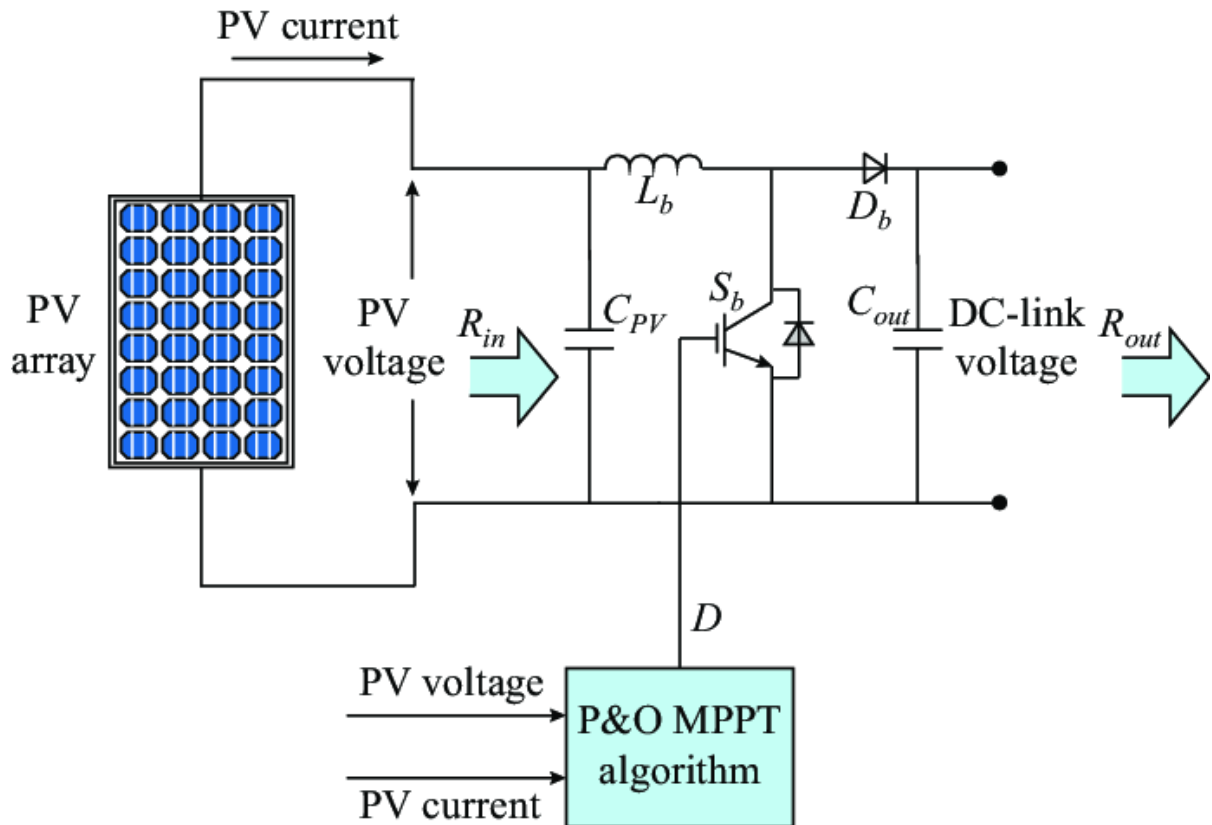 PV current
PV
array
PV
voltage
R_in
C_PV
L_b
S_b
D_b
C_out
DC-link
voltage
R_out
D
PV voltage
PV current
P&O MPPT
algorithm